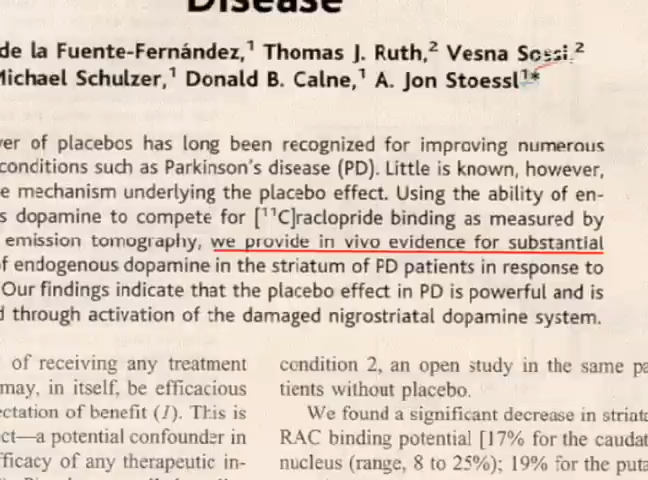 Disease
de la Fuente-Fernández,¹ Thomas J. Ruth,² Vesna Sossi,²
Michael Schulzer,¹ Donald B. Calne,¹ A. Jon Stoessl¹*
er of placebos has long been recognized for improving numerous
conditions such as Parkinson's disease (PD). Little is known, however,
e mechanism underlying the placebo effect. Using the ability of en-
s dopamine to compete for [¹¹C]raclopride binding as measured by
emission tomography, we provide in vivo evidence for substantial
f endogenous dopamine in the striatum of PD patients in response to
Our findings indicate that the placebo effect in PD is powerful and is
d through activation of the damaged nigrostriatal dopamine system.
of receiving any treatment
may, in itself, be efficacious
ectation of benefit (1). This is
ct—a potential confounder in
fficacy of any therapeutic in-
condition 2, an open study in the same pa
tients without placebo.
We found a significant decrease in striat
RAC binding potential [17% for the caudat
nucleus (range, 8 to 25%); 19% for the puta